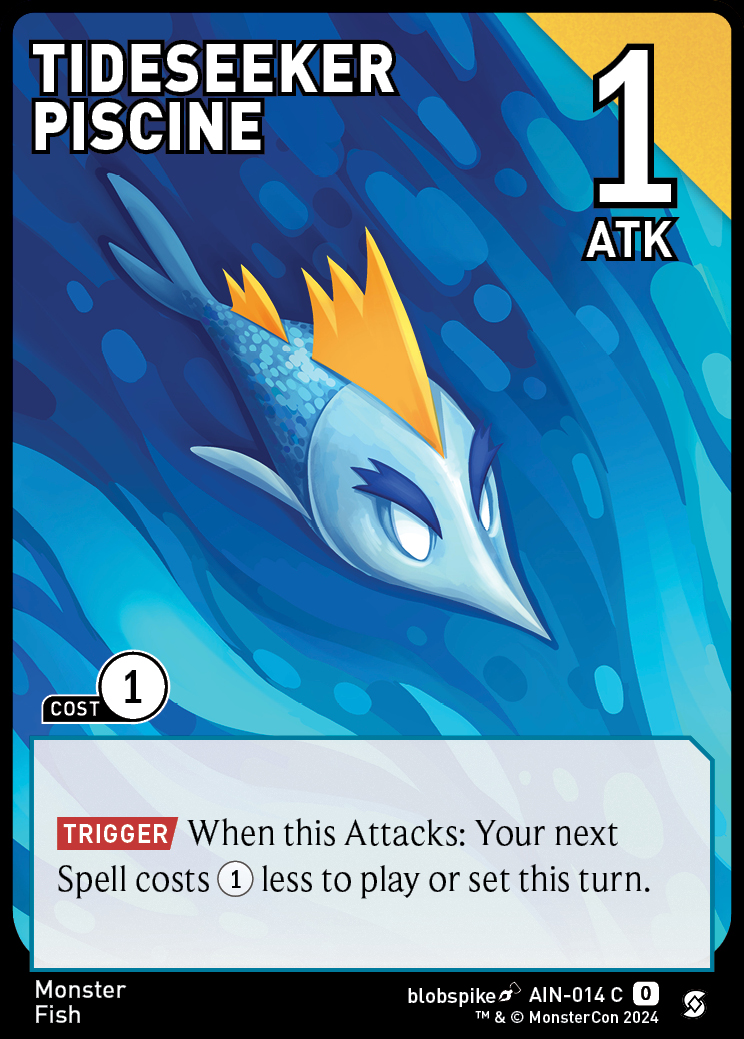 TIDESEEKER
PISCINE
1
ATK
COST 1
TRIGGER When this Attacks: Your next
Spell costs 1 less to play or set this turn.
Monster
Fish
blobspike AIN-014 C 0
™ & © MonsterCon 2024